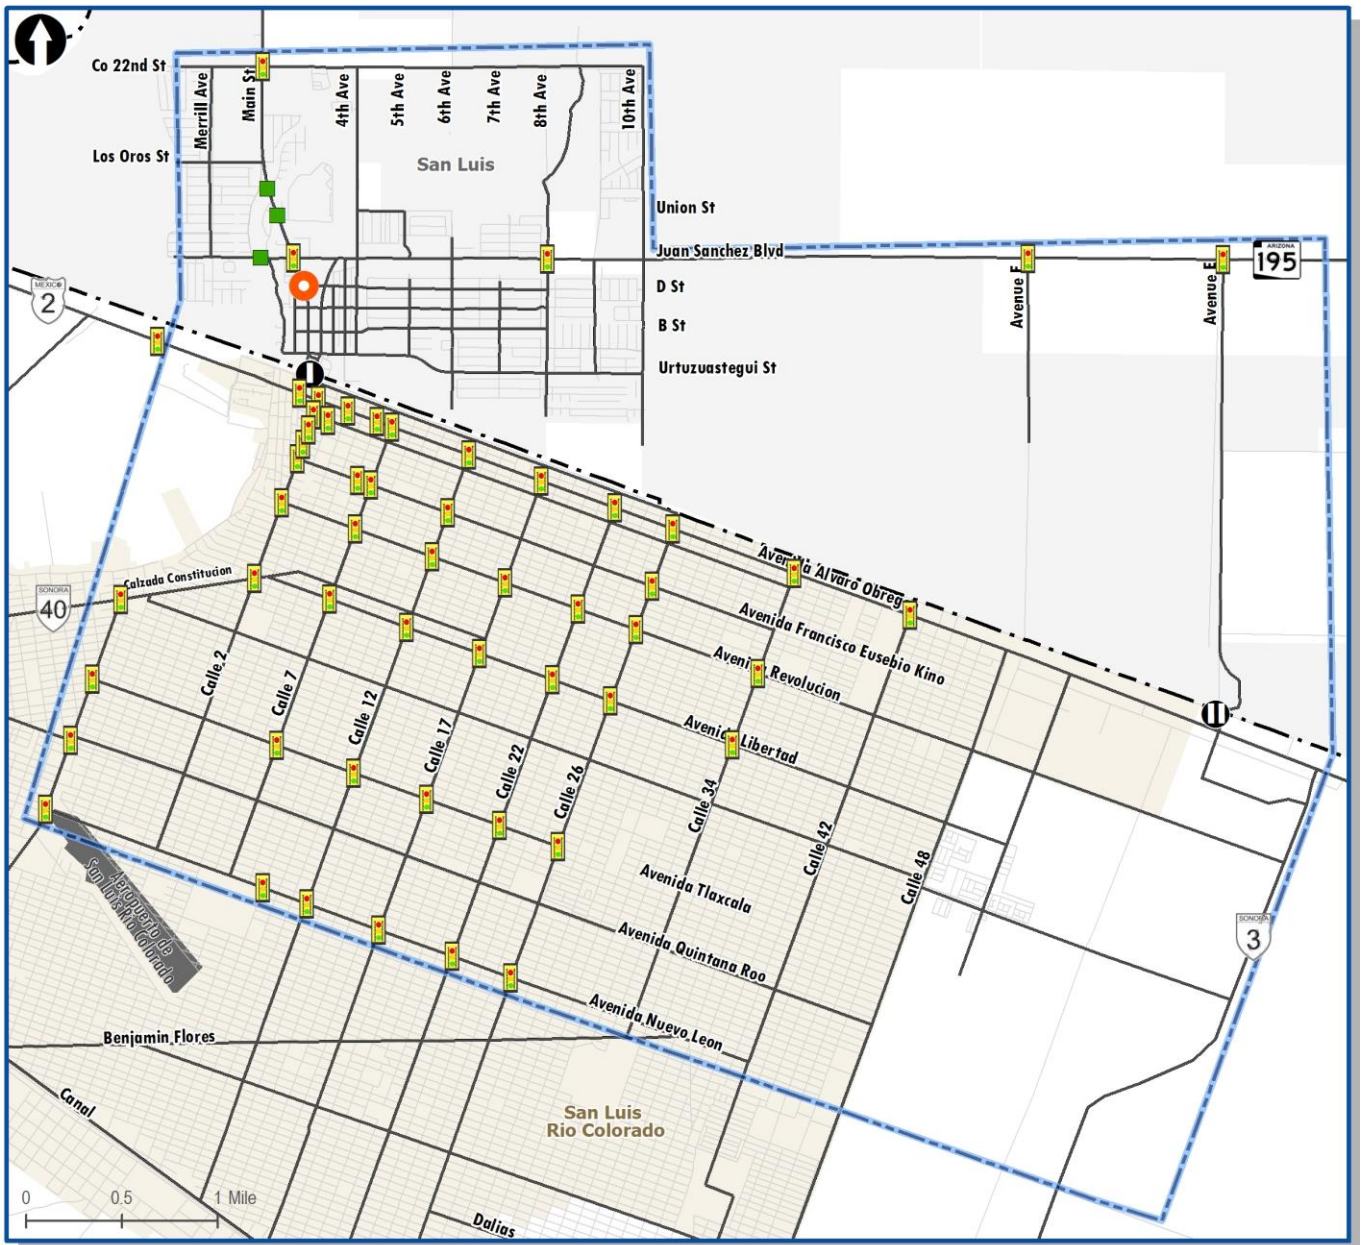 Co 22nd St
Merrill Ave
Main St
4th Ave
5th Ave
6th Ave
7th Ave
8th Ave
10th Ave
Los Oros St
San Luis
Union St
Juan Sanchez Blvd
ARIZONA
195
D St
Avenue F
Avenue E
MEXICO
2
B St
Urtuzuastegui St
I
Avenida Alvaro Obreg
Calzada Constitucion
SONORA
40
Avenida Francisco Eusebio Kino
Avenida Revolucion
Calle 2
Calle 7
Calle 12
Calle 17
Calle 22
Calle 26
Avenida Libertad
II
Calle 34
Calle 42
Calle 48
Aeropuerto de
San Luis Rio Colorado
Avenida Tlaxcala
Avenida Quintana Roo
SONORA
3
Avenida Nuevo Leon
Benjamin Flores
Canal
San Luis
Rio Colorado
0 0.5 1 Mile
Dalias